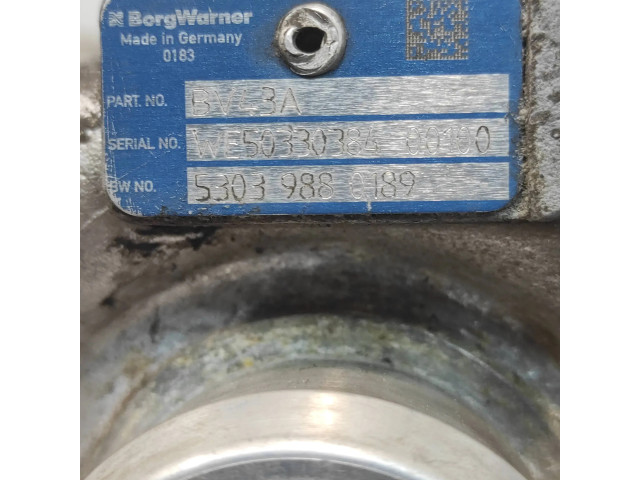 BorgWarner
Made in Germany
0183
PART NO. BV43A
SERIAL NO.
BW NO. 5303 988 0189